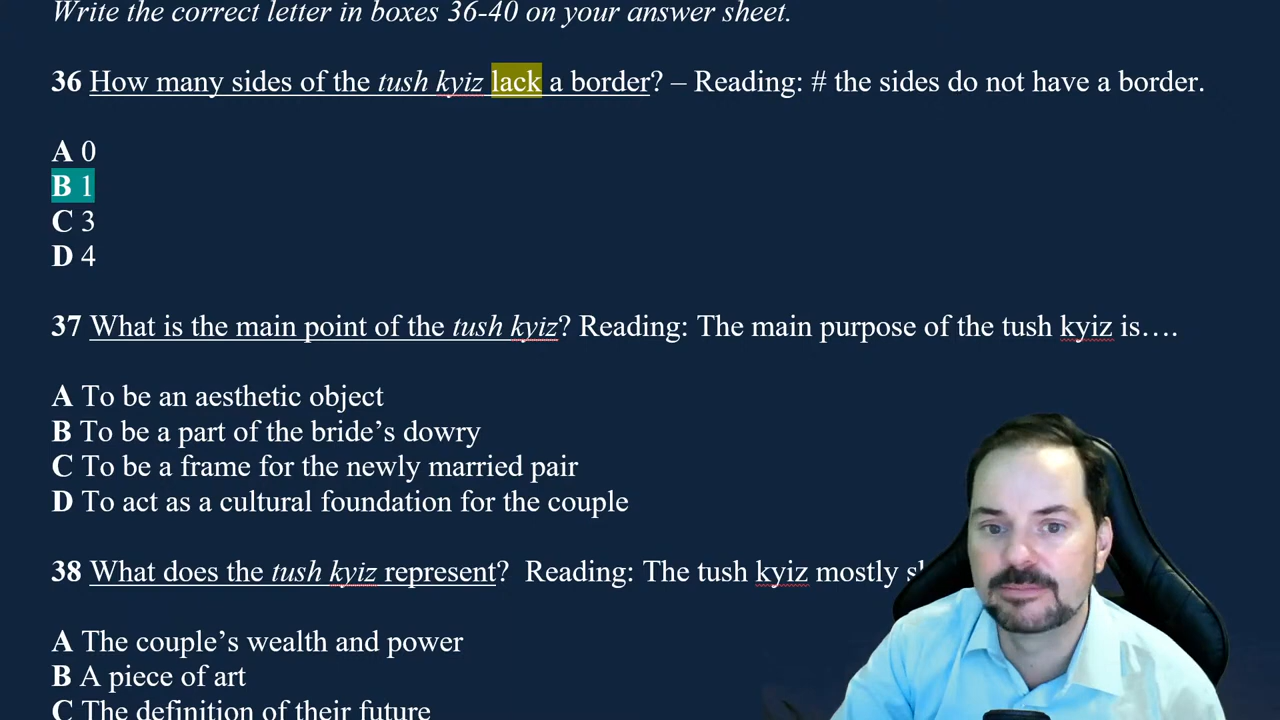 Write the correct letter in boxes 36-40 on your answer sheet.
36 How many sides of the tush kyiz lack a border? – Reading: # the sides do not have a border.
A 0
B 1
C 3
D 4
37 What is the main point of the tush kyiz? Reading: The main purpose of the tush kyiz is….
A To be an aesthetic object
B To be a part of the bride’s dowry
C To be a frame for the newly married pair
D To act as a cultural foundation for the couple
38 What does the tush kyiz represent? Reading: The tush kyiz mostly
A The couple’s wealth and power
B A piece of art
C The definition of their future